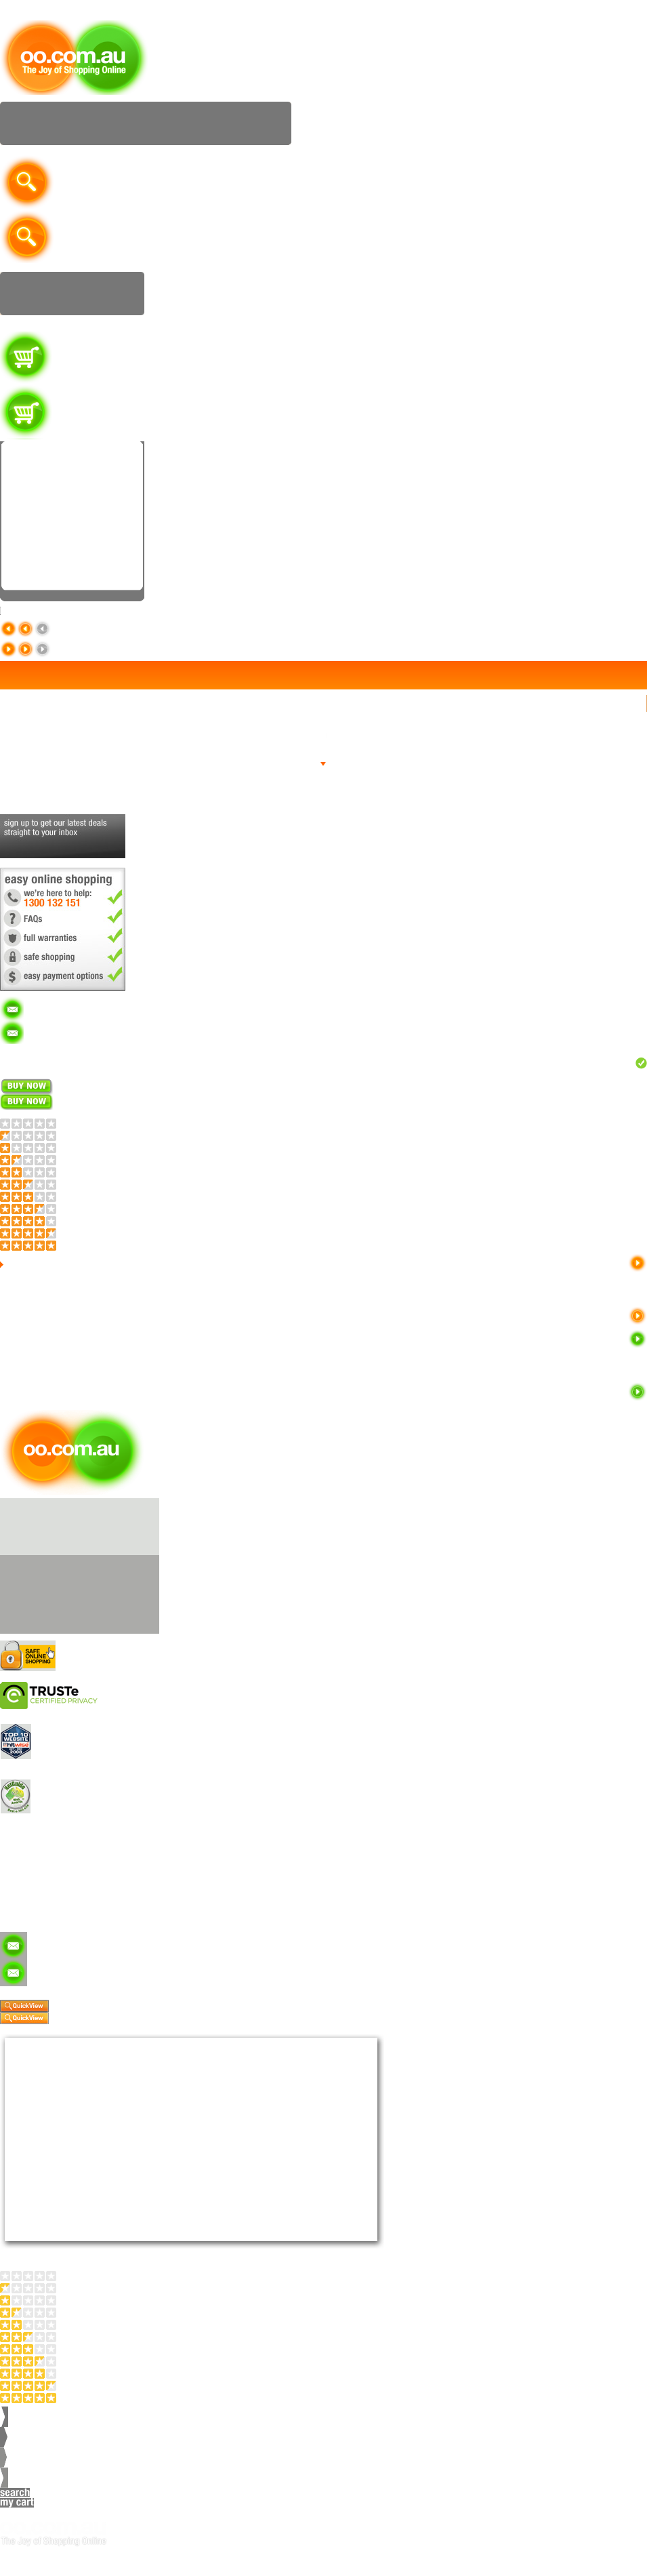 oo.com.au
The Joy of Shopping Online
sign up to get our latest deals
straight to your inbox
easy online shopping
we're here to help:
1300 132 151
FAQs
full warranties
safe shopping
easy payment options
BUY NOW
BUY NOW
oo.com.au
SAFE
ONLINE
SHOPPING
TRUSTe
CERTIFIED PRIVACY
TOP 10
WEBSITE
QuickView
QuickView
search
my cart
The Joy of Shopping Online